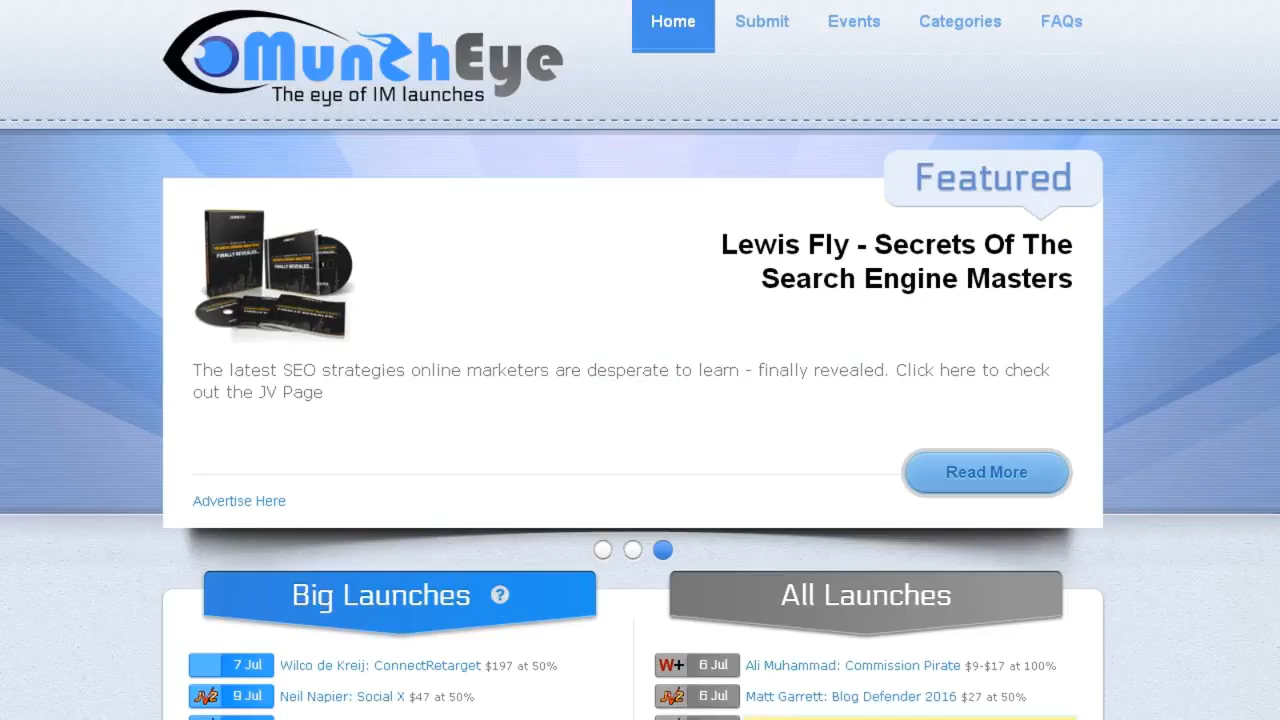 Home Submit Events Categories FAQs
MunchEye
The eye of IM launches
Featured
Lewis Fly - Secrets Of The
Search Engine Masters
FINALLY REVEALED...
FINALLY REVEALED...
The latest SEO strategies online marketers are desperate to learn - finally revealed. Click here to check
out the JV Page
Read More
Advertise Here
Big Launches ?
7 Jul Wilco de Kreij: ConnectRetarget $197 at 50%
JVZ 9 Jul Neil Napier: Social X $47 at 50%
All Launches
W+ 6 Jul Ali Muhammad: Commission Pirate $9-$17 at 100%
JVZ 6 Jul Matt Garrett: Blog Defender 2016 $27 at 50%